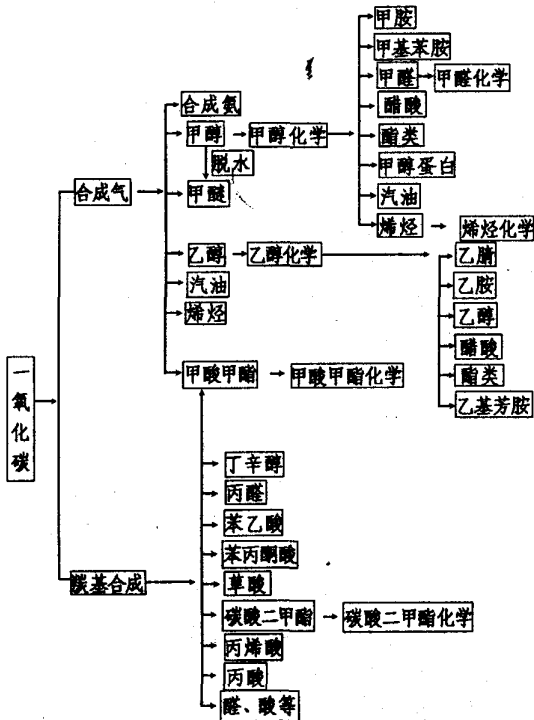 甲胺
甲基苯胺
甲醛
甲醛化学
醋酸
酯类
甲醇蛋白
汽油
烯烃
烯烃化学
合成氨
甲醇
甲醇化学
脱水
甲醚
合成气
乙醇
乙醇化学
汽油
烯烃
甲酸甲酯
甲酸甲酯化学
乙腈
乙胺
乙醇
醋酸
酯类
乙基芳胺
一氧化碳
丁辛醇
丙醛
苯乙酸
苯丙酮酸
草酸
羰基合成
碳酸二甲酯
碳酸二甲酯化学
丙烯酸
丙酸
醛、酸等